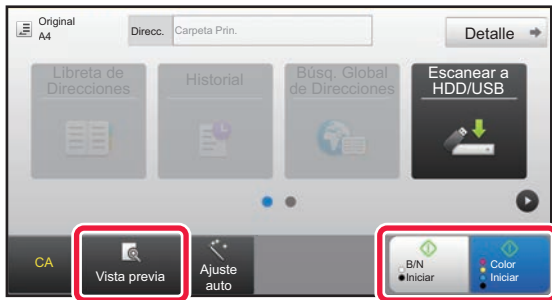 Original
A4
Direcc.
Carpeta Prin.
Detalle
Libreta de
Direcciones
Historial
Búsq. Global
de Direcciones
Escanear a
HDD/USB
CA
Vista previa
Ajuste
auto
B/N
Iniciar
Color
Iniciar